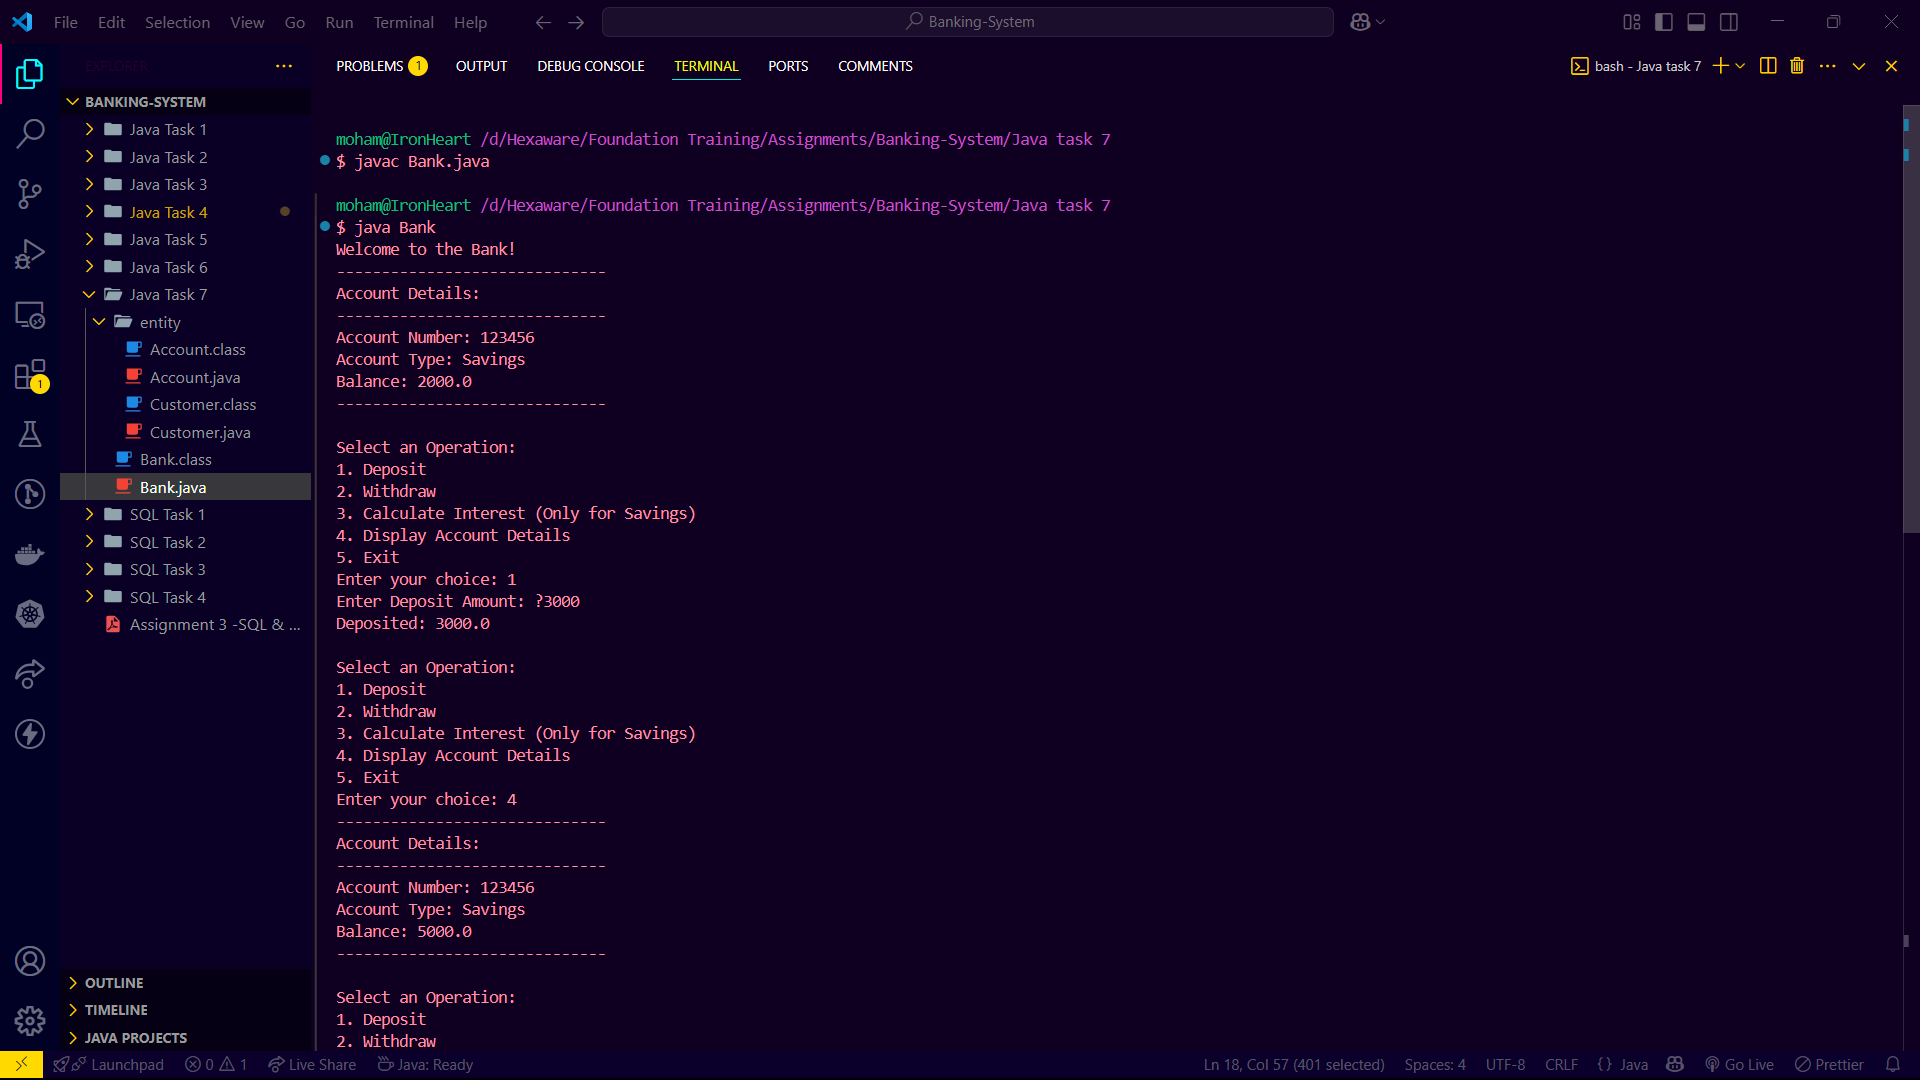 File Edit Selection View Go Run Terminal Help
Banking-System
EXPLORER
BANKING-SYSTEM
Java Task 1
Java Task 2
Java Task 3
Java Task 4
Java Task 5
Java Task 6
Java Task 7
entity
Account.class
Account.java
Customer.class
Customer.java
Bank.class
Bank.java
SQL Task 1
SQL Task 2
SQL Task 3
SQL Task 4
Assignment 3 -SQL & ...
OUTLINE
TIMELINE
JAVA PROJECTS
1
PROBLEMS 1 OUTPUT DEBUG CONSOLE TERMINAL PORTS COMMENTS
bash - Java task 7
moham@IronHeart /d/Hexaware/Foundation Training/Assignments/Banking-System/Java task 7
$ javac Bank.java
moham@IronHeart /d/Hexaware/Foundation Training/Assignments/Banking-System/Java task 7
$ java Bank
Welcome to the Bank!
------------------------------
Account Details:
------------------------------
Account Number: 123456
Account Type: Savings
Balance: 2000.0
------------------------------
Select an Operation:
1. Deposit
2. Withdraw
3. Calculate Interest (Only for Savings)
4. Display Account Details
5. Exit
Enter your choice: 1
Enter Deposit Amount: ?3000
Deposited: 3000.0
Select an Operation:
1. Deposit
2. Withdraw
3. Calculate Interest (Only for Savings)
4. Display Account Details
5. Exit
Enter your choice: 4
------------------------------
Account Details:
------------------------------
Account Number: 123456
Account Type: Savings
Balance: 5000.0
------------------------------
Select an Operation:
1. Deposit
2. Withdraw
Launchpad 0 1 Live Share Java: Ready
Ln 18, Col 57 (401 selected) Spaces: 4 UTF-8 CRLF {} Java Go Live Prettier